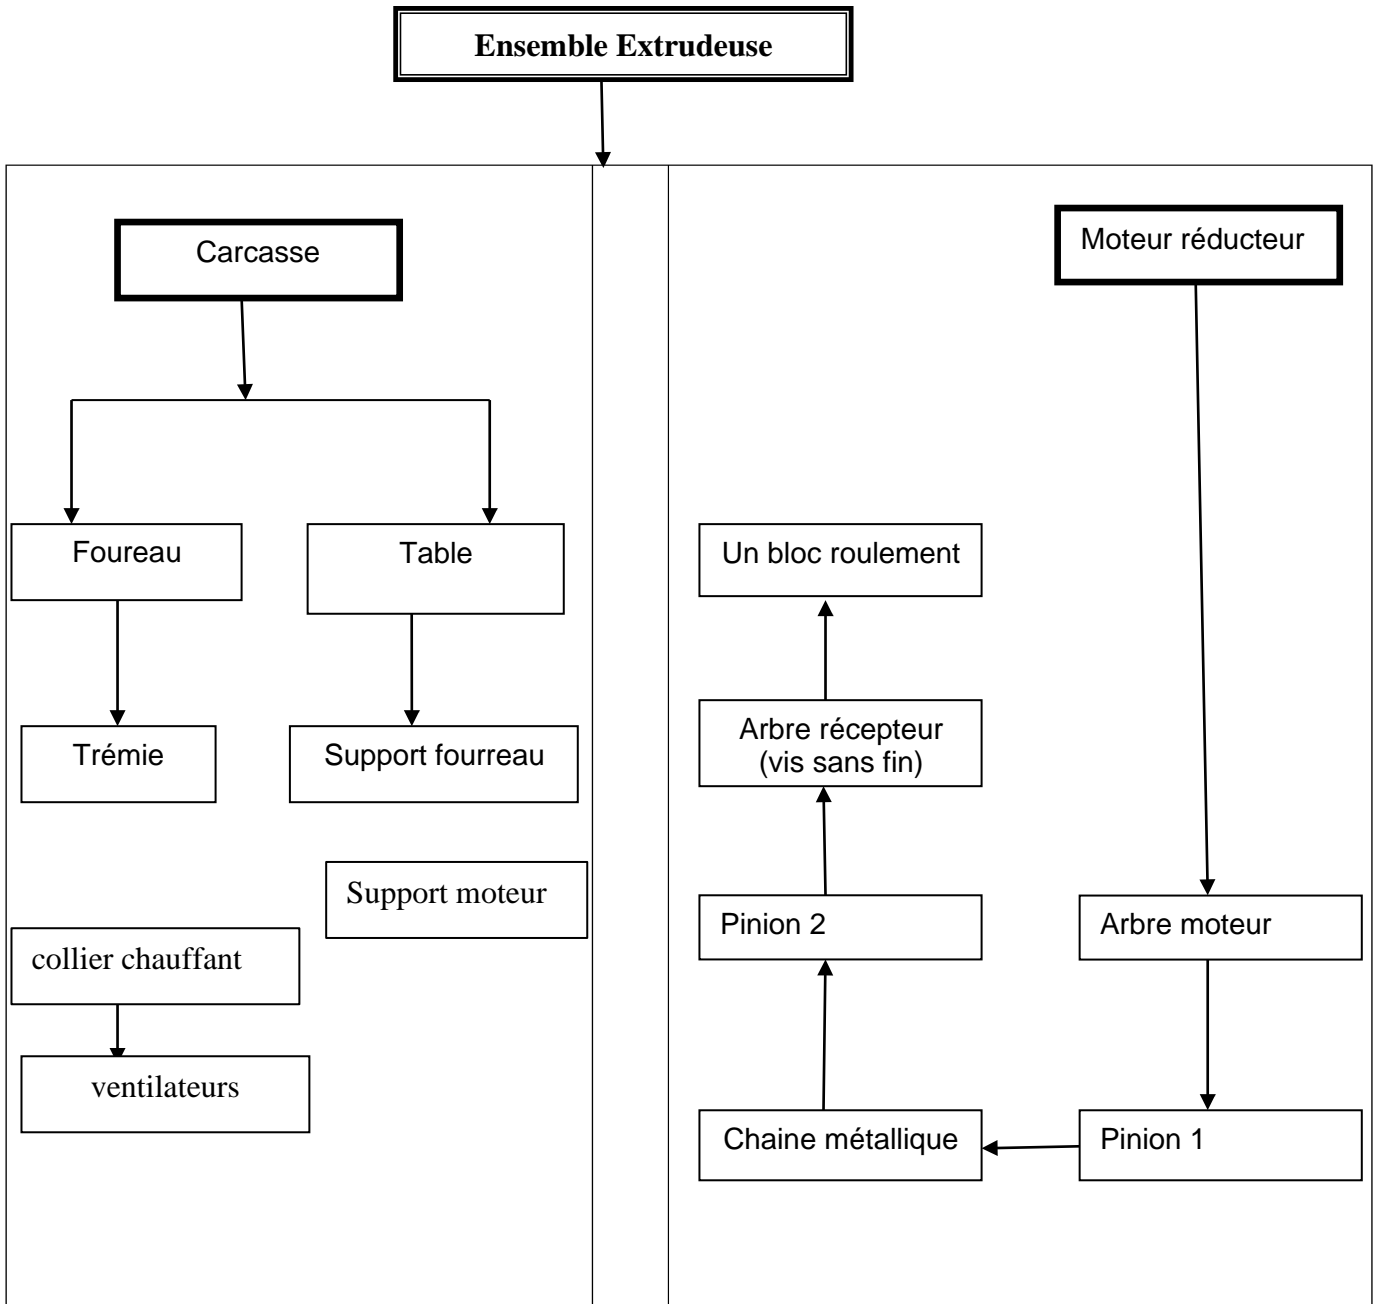 Ensemble Extrudeuse
Carcasse
Foureau
Table
Trémie
Support fourreau
Support moteur
collier chauffant
ventilateurs
Moteur réducteur
Un bloc roulement
Arbre récepteur
(vis sans fin)
Pinion 2
Arbre moteur
Chaine métallique
Pinion 1